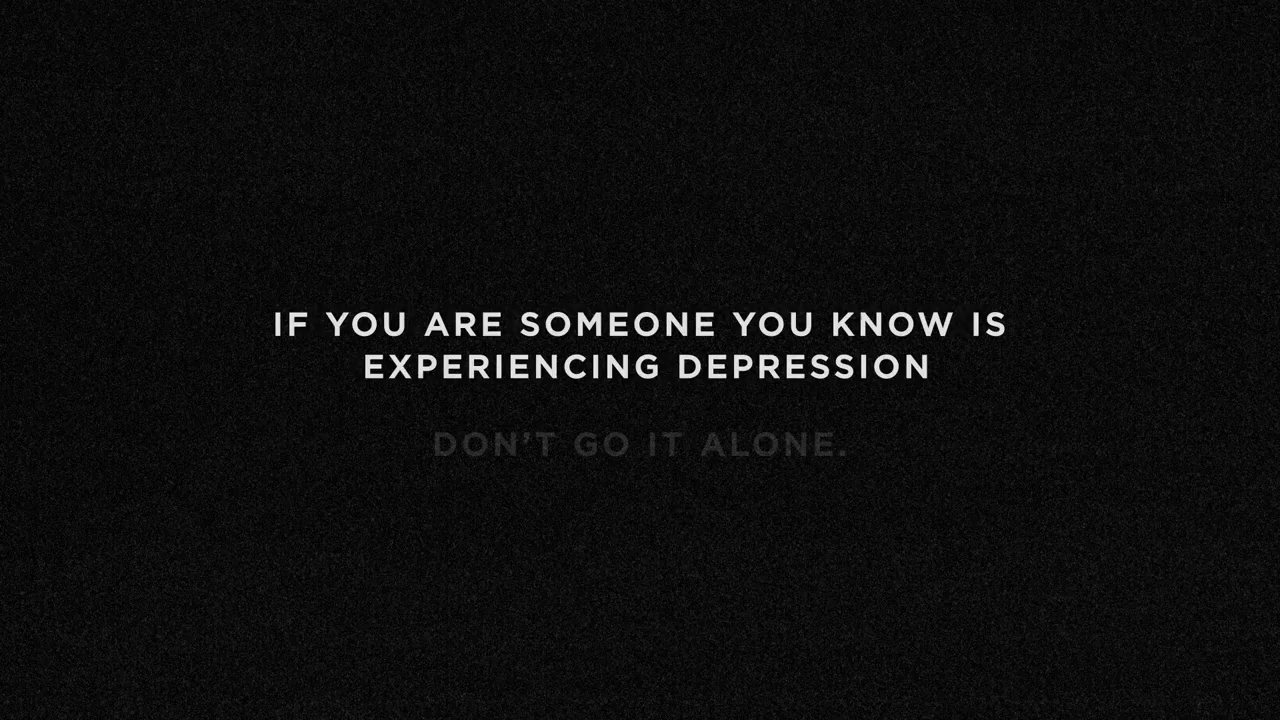 IF YOU ARE SOMEONE YOU KNOW IS
EXPERIENCING DEPRESSION
DON'T GO IT ALONE.